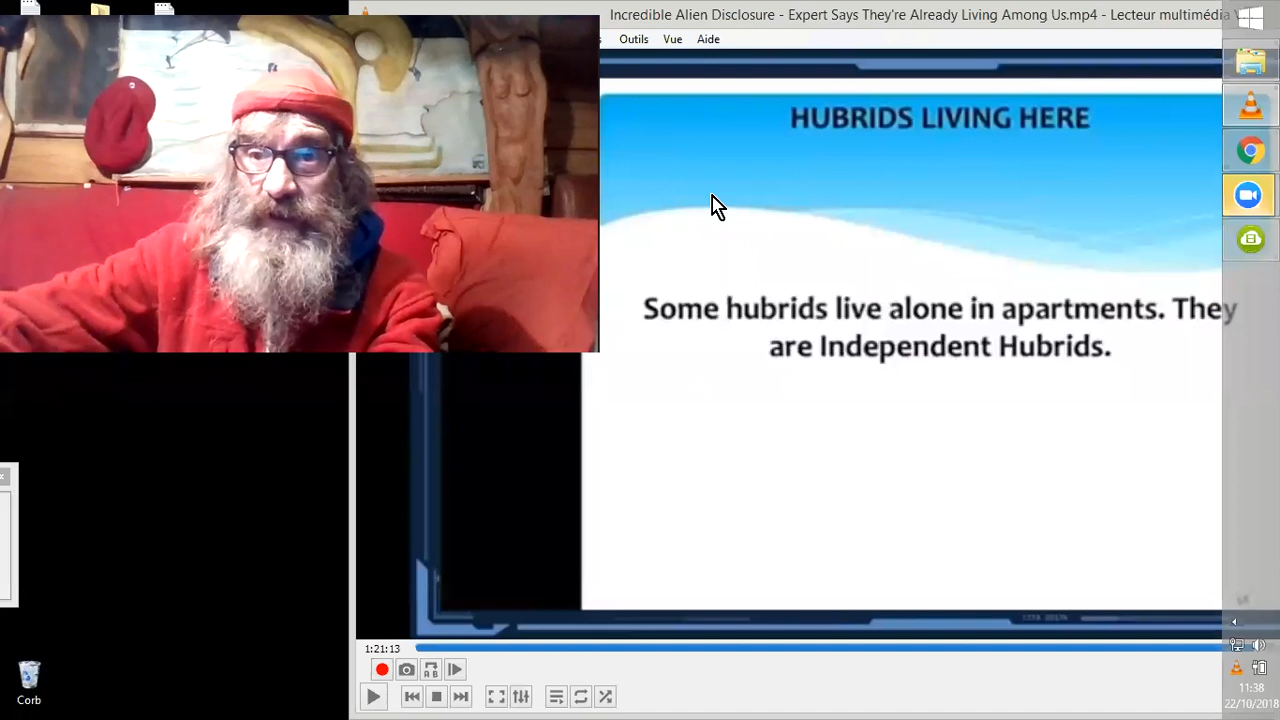 Incredible Alien Disclosure - Expert Says They're Already Living Among Us.mp4 - Lecteur multimédia V
Outils Vue Aide
HUBRIDS LIVING HERE
Some hubrids live alone in apartments. They
are Independent Hubrids.
1:21:13
Corb
11:38
22/10/2018